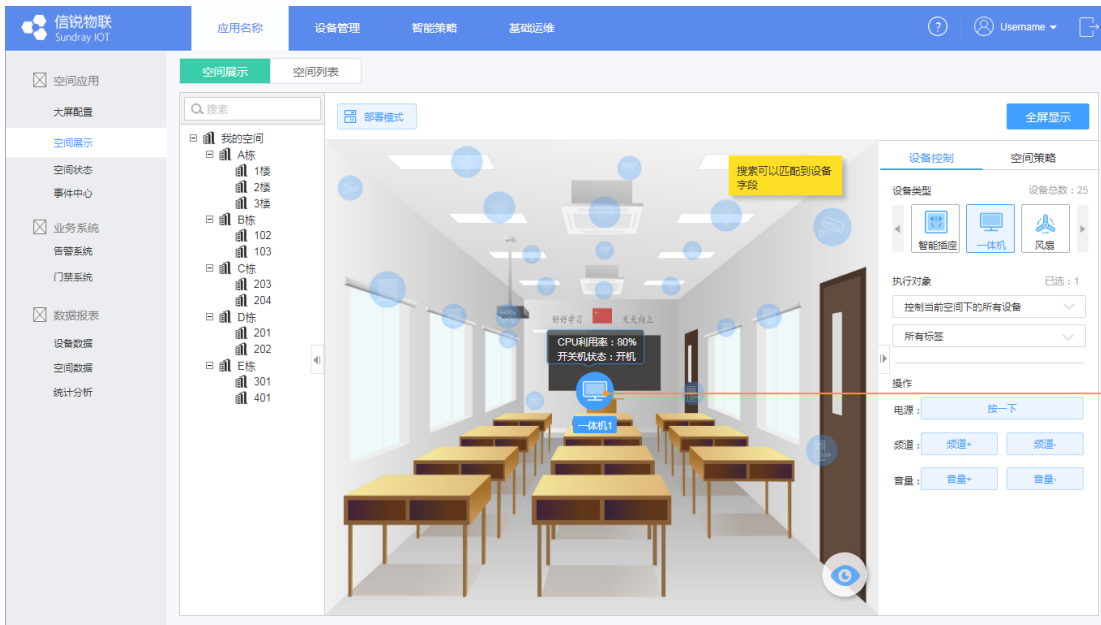 信锐物联
Sundray IOT
应用名称
设备管理
智能策略
基础运维
?
Username
空间应用
大屏配置
空间展示
空间状态
事件中心
业务系统
告警系统
门禁系统
数据报表
设备数据
空间数据
统计分析
空间展示
空间列表
搜索
我的空间
A栋
1楼
2楼
3楼
B栋
102
103
C栋
203
204
D栋
201
202
E栋
301
401
部署模式
全屏显示
搜索可以匹配到设备
字段
好好学习
天天向上
CPU利用率：80%
开关机状态：开机
一体机1
设备控制
空间策略
设备类型
设备总数：25
智能插座
一体机
风扇
执行对象
已选：1
控制当前空间下的所有设备
所有标签
操作
电源：
按一下
频道：
频道+
频道-
音量：
音量+
音量-